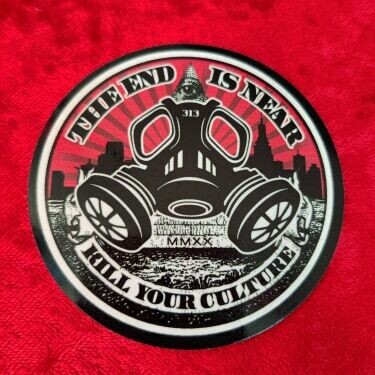 THE END IS NEAR
313
MMXX
KILL YOUR CULTURE